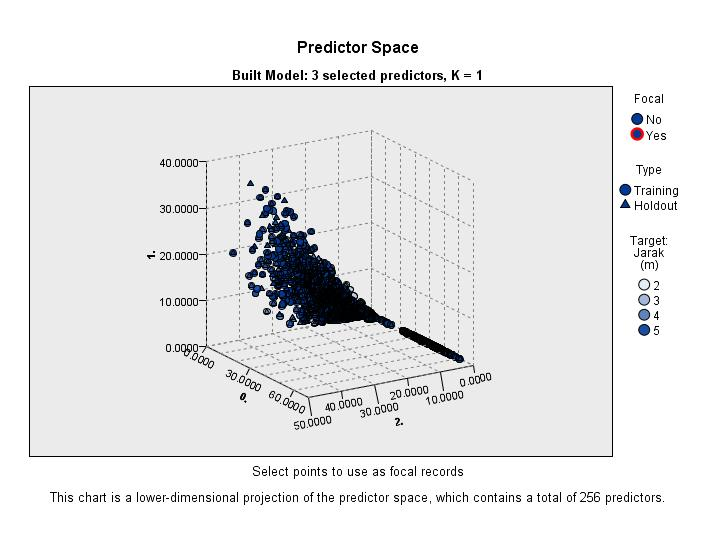 Predictor Space
Built Model: 3 selected predictors, K = 1
Focal
No
Yes
Type
Training
Holdout
Target:
Jarak
(m)
2
3
4
5
40.0000
30.0000
20.0000
10.0000
0.0000
1.
0.0000
30.0000
60.0000
0.
50.0000
40.0000
30.0000
20.0000
10.0000
0.0000
2.
Select points to use as focal records
This chart is a lower-dimensional projection of the predictor space, which contains a total of 256 predictors.